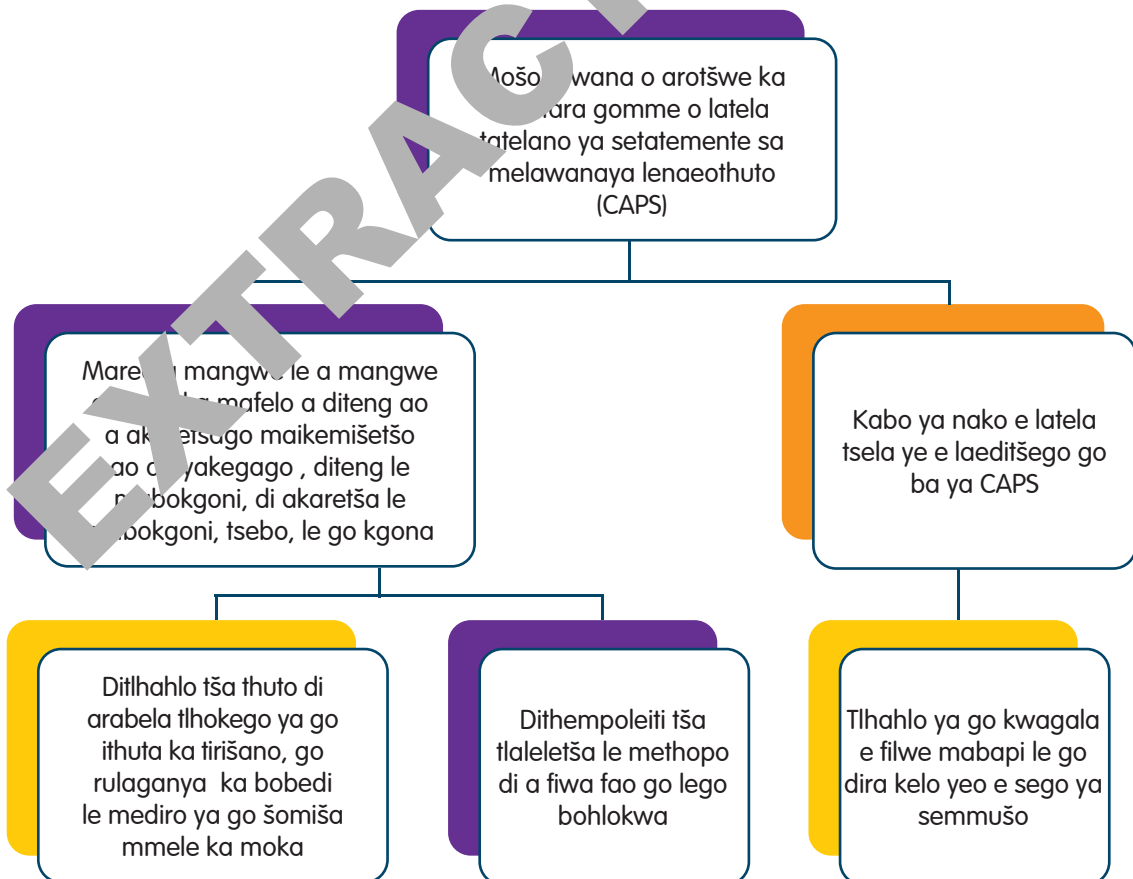 EXTRACT
o arotšwe ka
gomme o latela
tatelano ya setatemente sa
melawanaya lenaeothuto
(CAPS)
mangwe le a mangwe
mafelo a diteng ao
a maikemišetšo
ao , diteng le
di akaretša le
tsebo, le go kgona
Kabo ya nako e latela
tsela ye e laeditšego go
ba ya CAPS
Ditlhahlo tša thuto di
arabela tlhokego ya go
ithuta ka tirišano, go
rulaganya ka bobedi
le mediro ya go šomiša
mmele ka moka
Dithempoleiti tša
tlaleletša le methopo
di a fiwa fao go lego
bohlokwa
Tlhahlo ya go kwagala
e filwe mabapi le go
dira kelo yeo e sego ya
semmušo